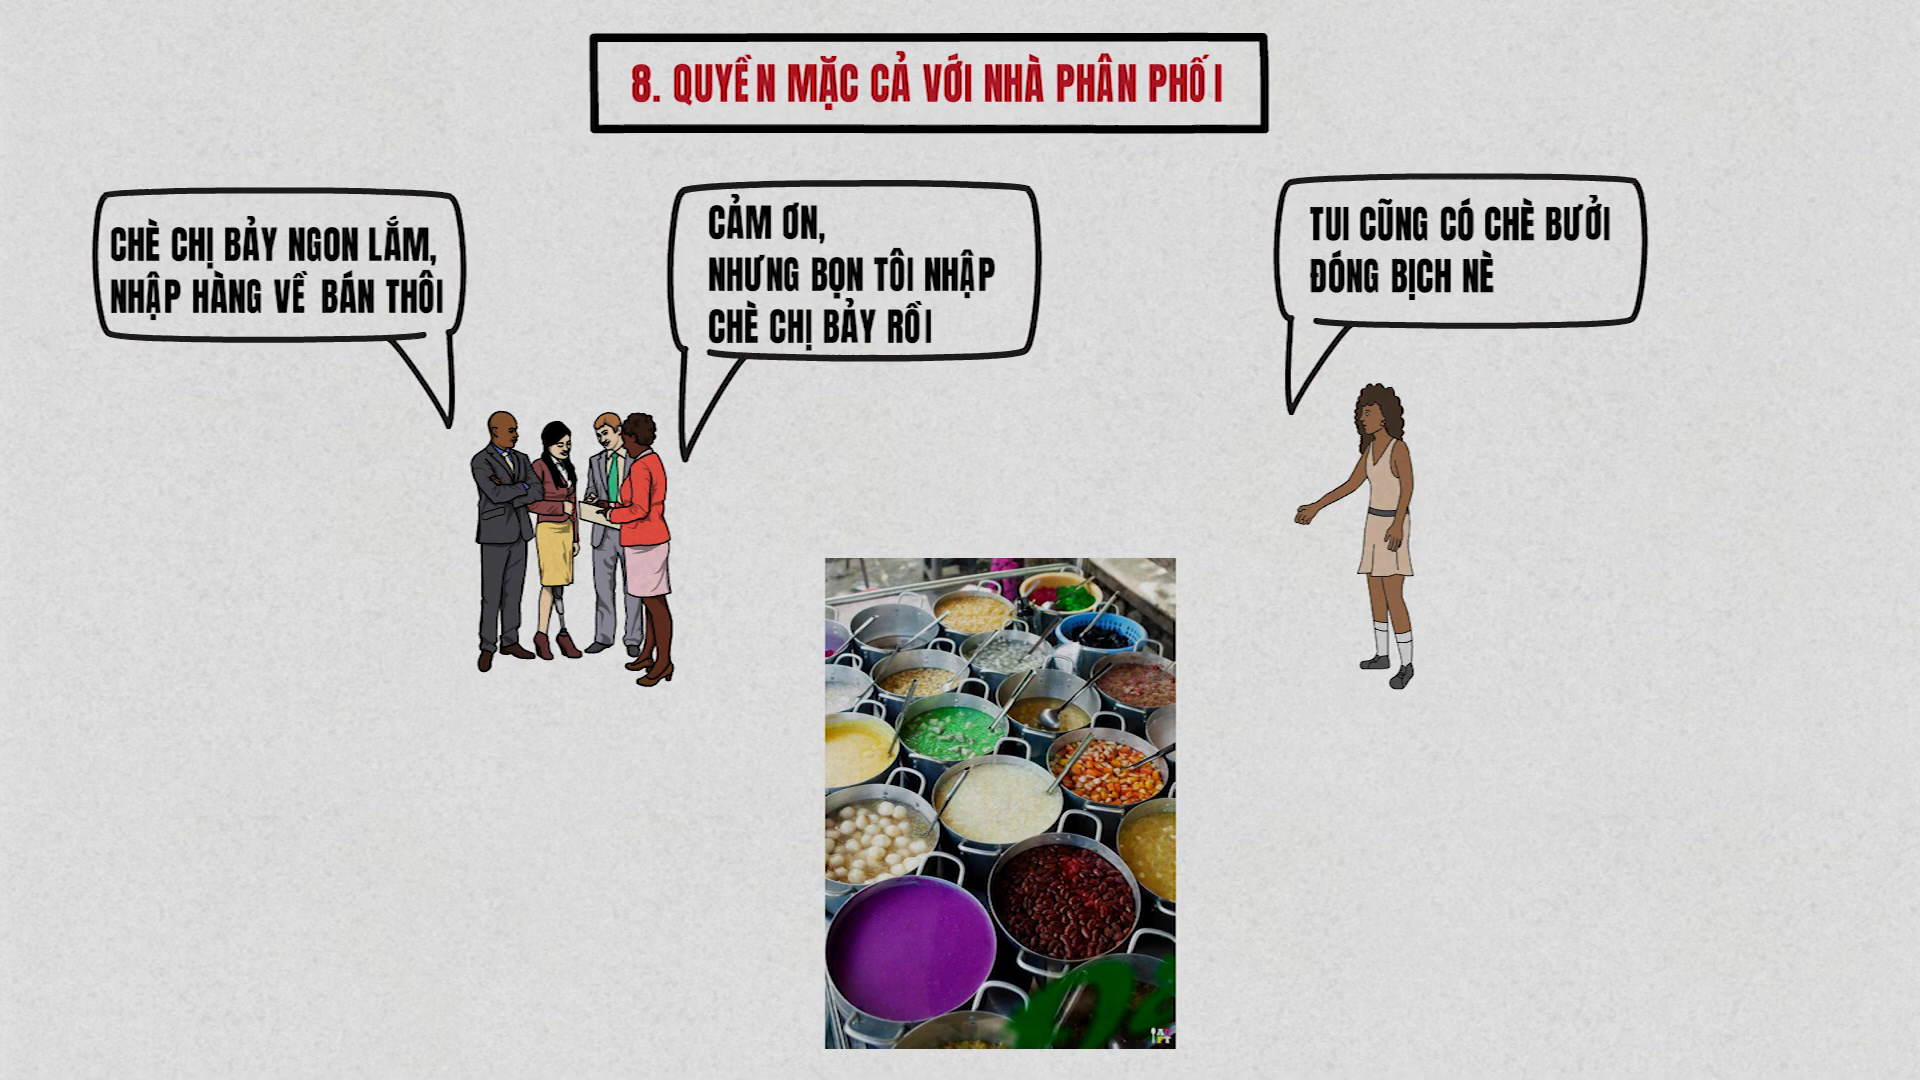 8. QUYỀN MẶC CẢ VỚI NHÀ PHÂN PHỐI
CHÈ CHỊ BẢY NGON LẮM,
NHẬP HÀNG VỀ BÁN THÔI
CẢM ƠN,
NHƯNG BỌN TÔI NHẬP
CHÈ CHỊ BẢY RỒI
TUI CŨNG CÓ CHÈ BƯỞI
ĐÓNG BỊCH NÈ